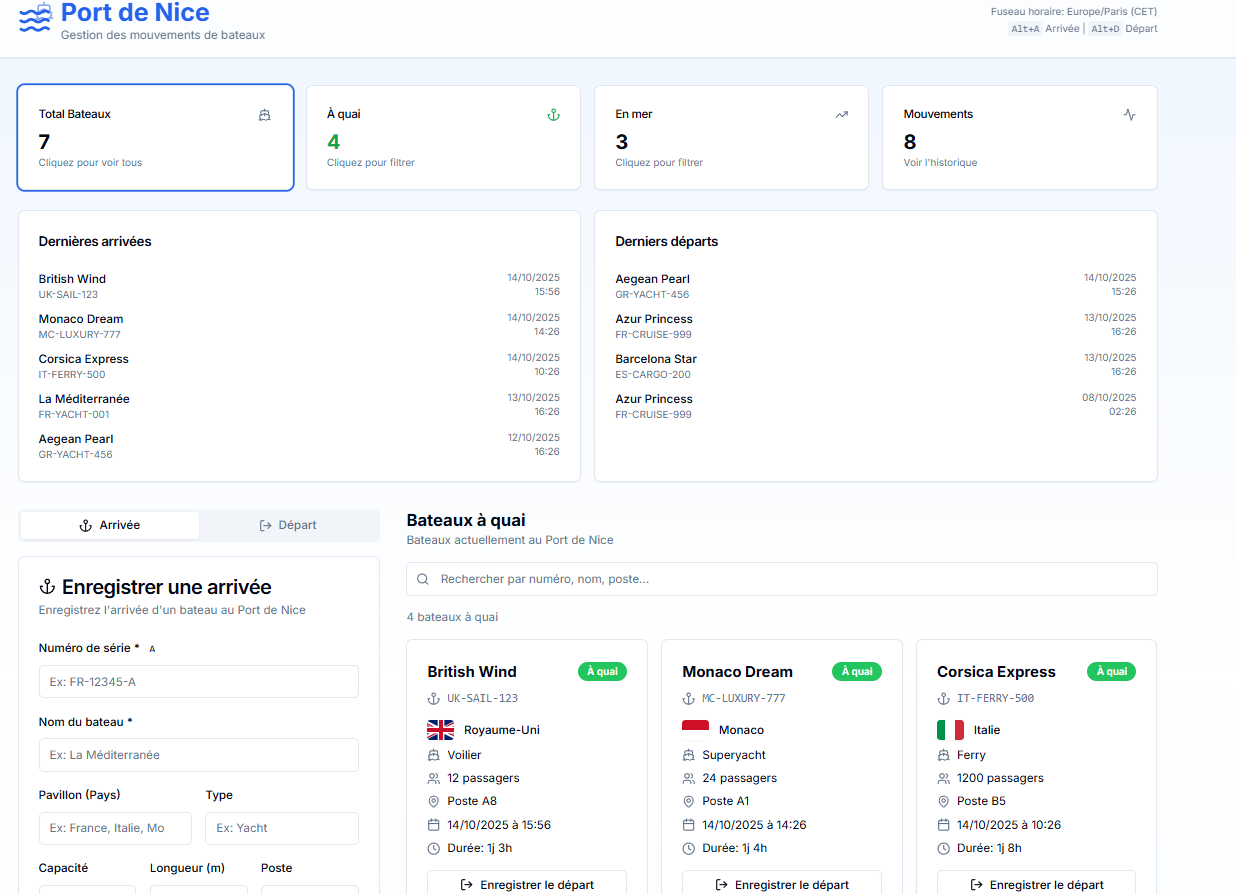 Port de Nice
Gestion des mouvements de bateaux
Fuseau horaire: Europe/Paris (CET)
Alt+A Arrivée | Alt+D Départ
Total Bateaux
7
Cliquez pour voir tous
À quai
4
Cliquez pour filtrer
En mer
3
Cliquez pour filtrer
Mouvements
8
Voir l'historique
Dernières arrivées
British Wind 14/10/2025
UK-SAIL-123 15:56
Monaco Dream 14/10/2025
MC-LUXURY-777 14:26
Corsica Express 14/10/2025
IT-FERRY-500 10:26
La Méditerranée 13/10/2025
FR-YACHT-001 16:26
Aegean Pearl 12/10/2025
GR-YACHT-456 16:26
Derniers départs
Aegean Pearl 14/10/2025
GR-YACHT-456 15:26
Azur Princess 13/10/2025
FR-CRUISE-999 16:26
Barcelona Star 13/10/2025
ES-CARGO-200 16:26
Azur Princess 08/10/2025
FR-CRUISE-999 02:26
Arrivée Départ
Enregistrer une arrivée
Enregistrez l'arrivée d'un bateau au Port de Nice
Numéro de série * A
Ex: FR-12345-A
Nom du bateau *
Ex: La Méditerranée
Pavillon (Pays) Type
Ex: France, Italie, Mo Ex: Yacht
Capacité Longueur (m) Poste
Bateaux à quai
Bateaux actuellement au Port de Nice
Rechercher par numéro, nom, poste...
4 bateaux à quai
British Wind À quai
UK-SAIL-123
Royaume-Uni
Voilier
12 passagers
Poste A8
14/10/2025 à 15:56
Durée: 1j 3h
Enregistrer le départ
Monaco Dream À quai
MC-LUXURY-777
Monaco
Superyacht
24 passagers
Poste A1
14/10/2025 à 14:26
Durée: 1j 4h
Enregistrer le départ
Corsica Express À quai
IT-FERRY-500
Italie
Ferry
1200 passagers
Poste B5
14/10/2025 à 10:26
Durée: 1j 8h
Enregistrer le départ